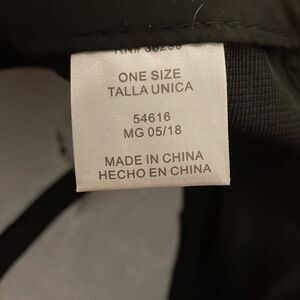 ONE SIZE
TALLA UNICA
54616
MG 05/18
MADE IN CHINA
HECHO EN CHINA